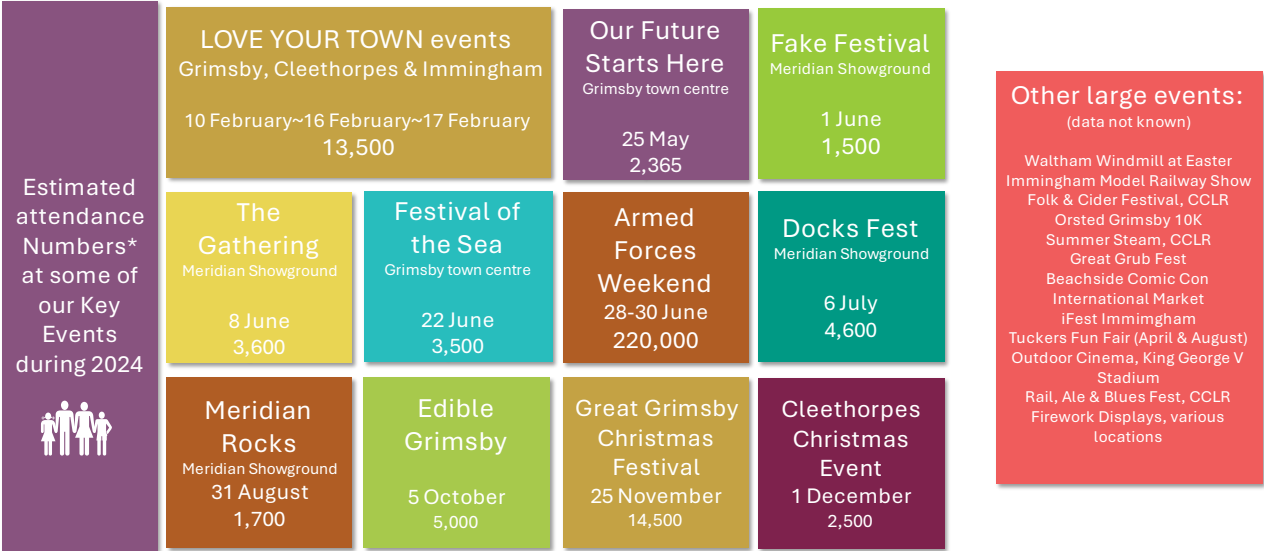 Estimated
attendance
Numbers*
at some of
our Key
Events
during 2024
LOVE YOUR TOWN events
Grimsby, Cleethorpes & Immingham
10 February~16 February~17 February
13,500
Our Future
Starts Here
Grimsby town centre
25 May
2,365
Fake Festival
Meridian Showground
1 June
1,500
The
Gathering
Meridian Showground
8 June
3,600
Festival of
the Sea
Grimsby town centre
22 June
3,500
Armed
Forces
Weekend
28-30 June
220,000
Docks Fest
Meridian Showground
6 July
4,600
Meridian
Rocks
Meridian Showground
31 August
1,700
Edible
Grimsby
5 October
5,000
Great Grimsby
Christmas
Festival
25 November
14,500
Cleethorpes
Christmas
Event
1 December
2,500
Other large events:
(data not known)
Waltham Windmill at Easter
Immingham Model Railway Show
Folk & Cider Festival, CCLR
Orsted Grimsby 10K
Summer Steam, CCLR
Great Grub Fest
Beachside Comic Con
International Market
iFest Immimgham
Tuckers Fun Fair (April & August)
Outdoor Cinema, King George V
Stadium
Rail, Ale & Blues Fest, CCLR
Firework Displays, various
locations